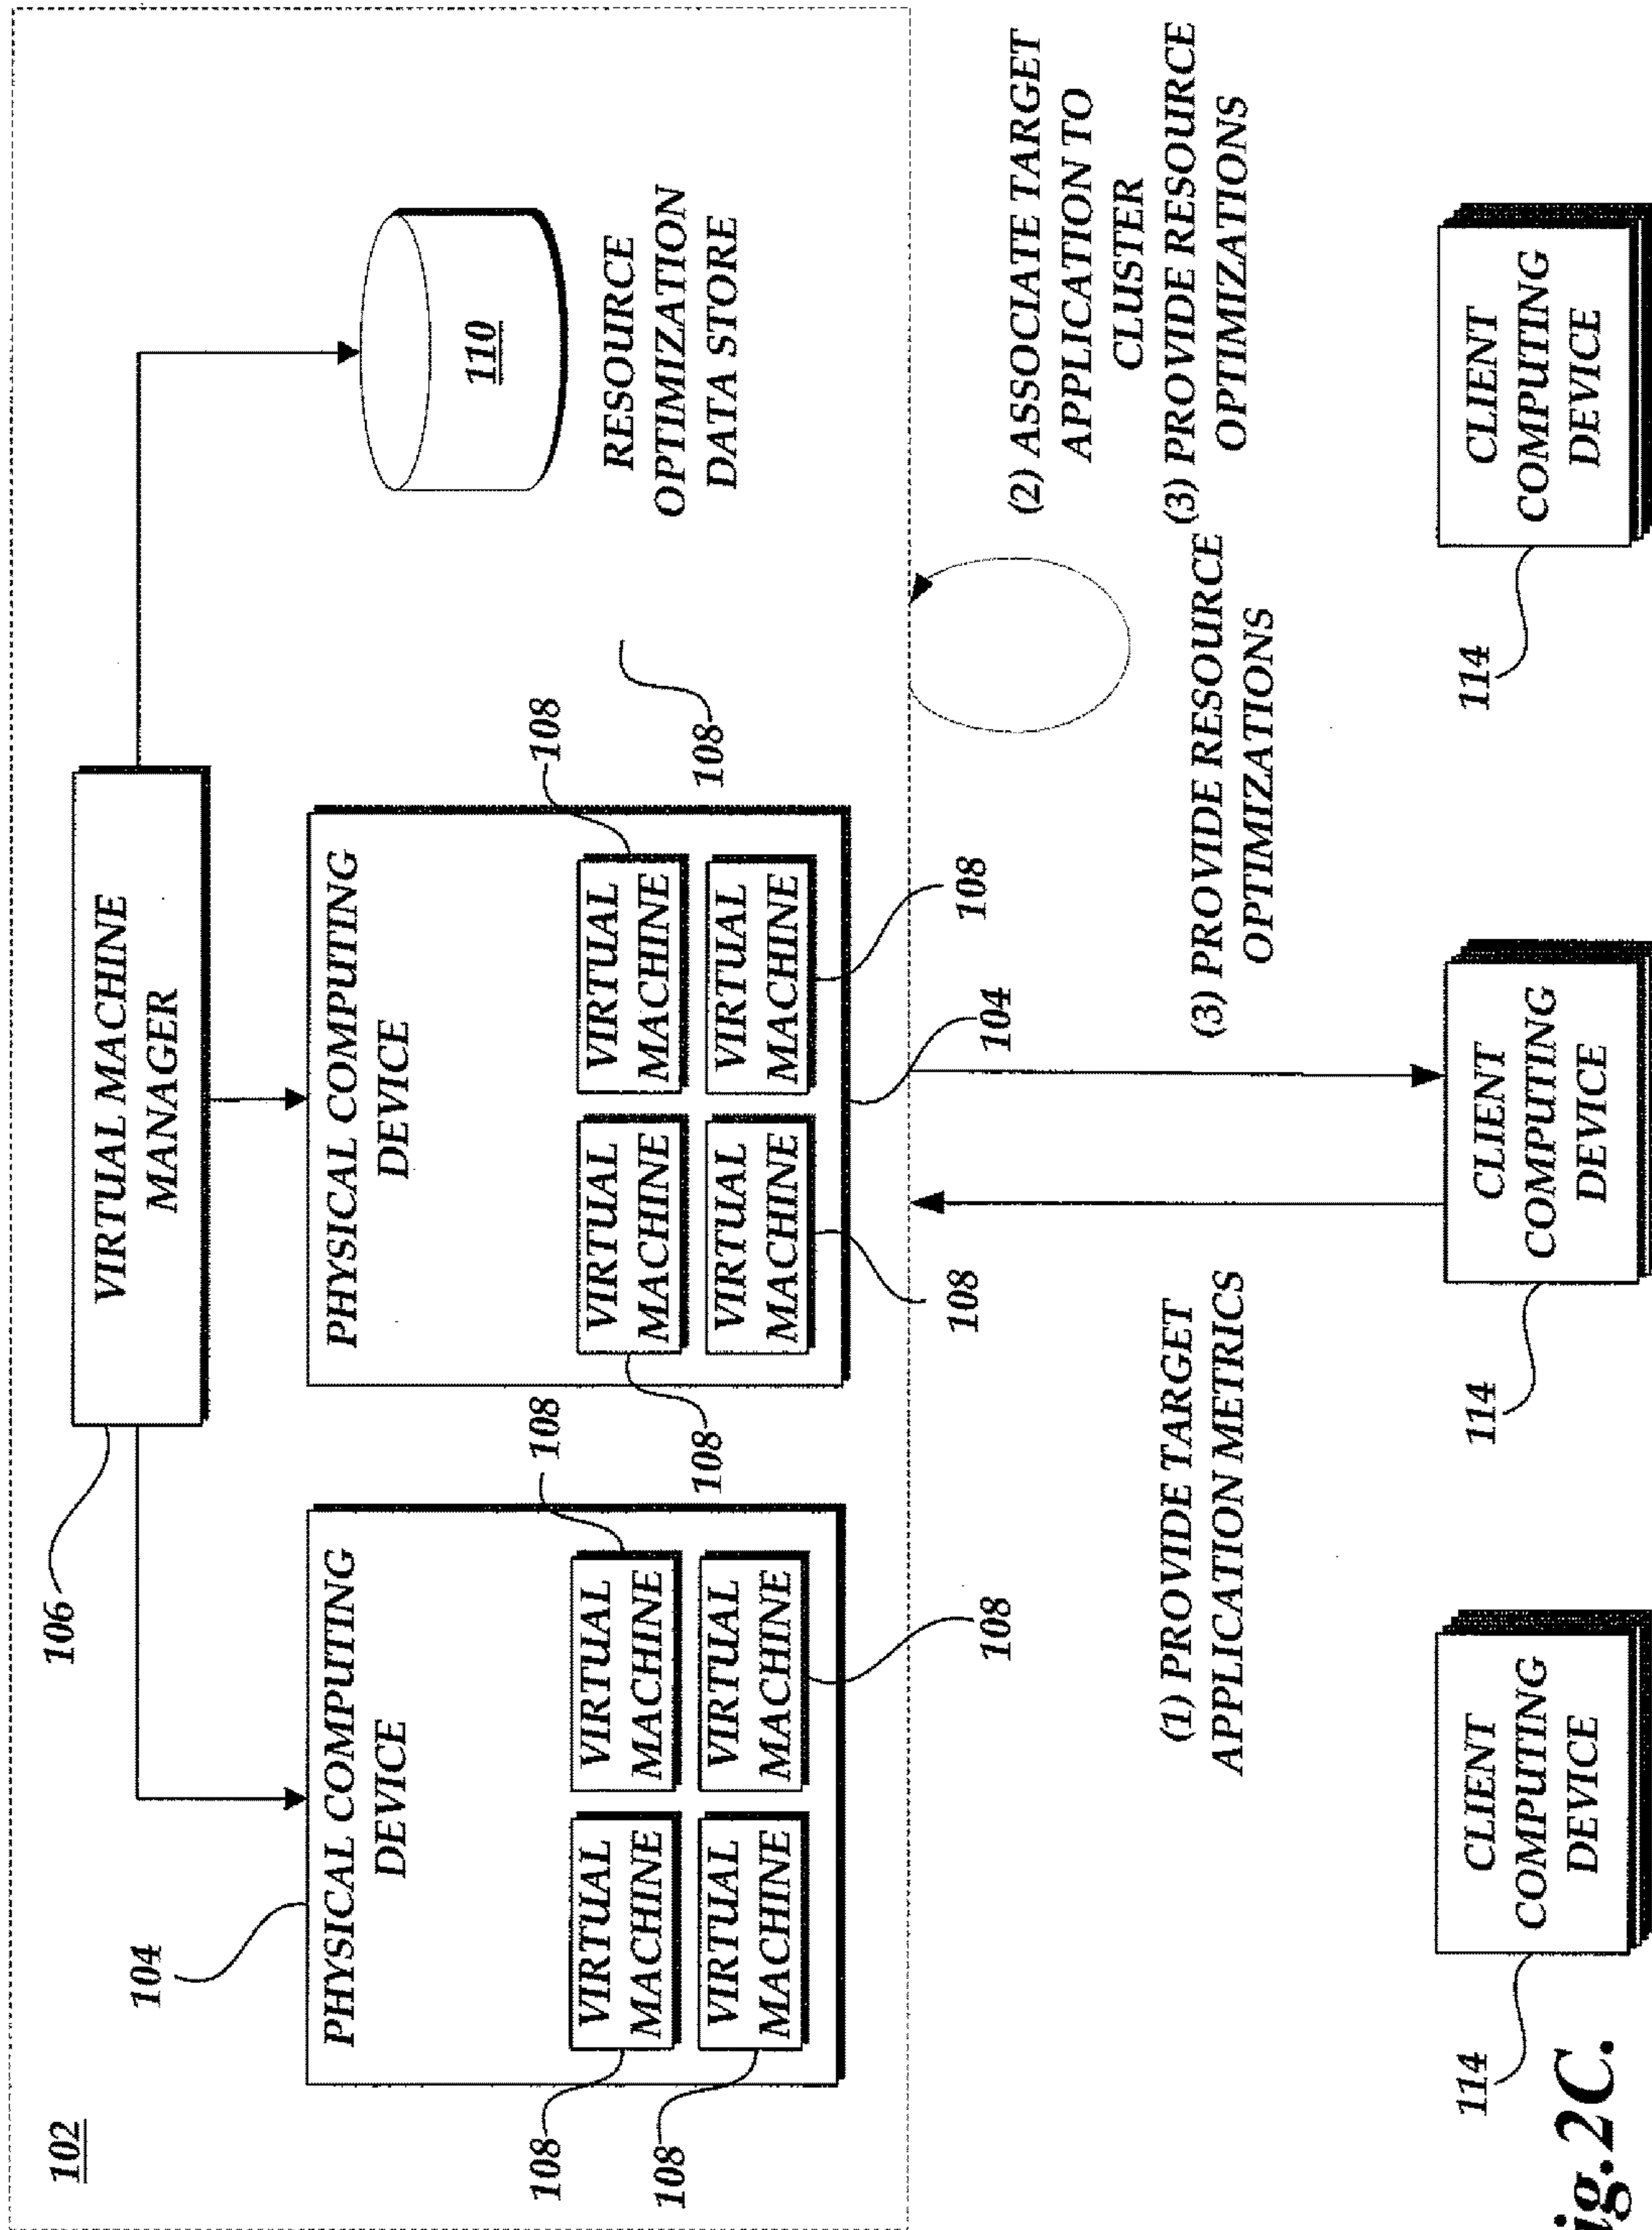 102
106
VIRTUAL MACHINE
MANAGER
104
PHYSICAL COMPUTING
DEVICE
108
VIRTUAL
MACHINE
VIRTUAL
MACHINE
108
108
VIRTUAL
MACHINE
VIRTUAL
MACHINE
108
PHYSICAL COMPUTING
DEVICE
108
VIRTUAL
MACHINE
VIRTUAL
MACHINE
108
108
VIRTUAL
MACHINE
VIRTUAL
MACHINE
108
104
108
110
RESOURCE
OPTIMIZATION
DATA STORE
(1) PROVIDE TARGET
APPLICATION METRICS
(2) ASSOCIATE TARGET
APPLICATION TO
CLUSTER
(3) PROVIDE RESOURCE
OPTIMIZATIONS
(3) PROVIDE RESOURCE
OPTIMIZATIONS
114
CLIENT
COMPUTING
DEVICE
114
CLIENT
COMPUTING
DEVICE
114
CLIENT
COMPUTING
DEVICE
ig.2C.